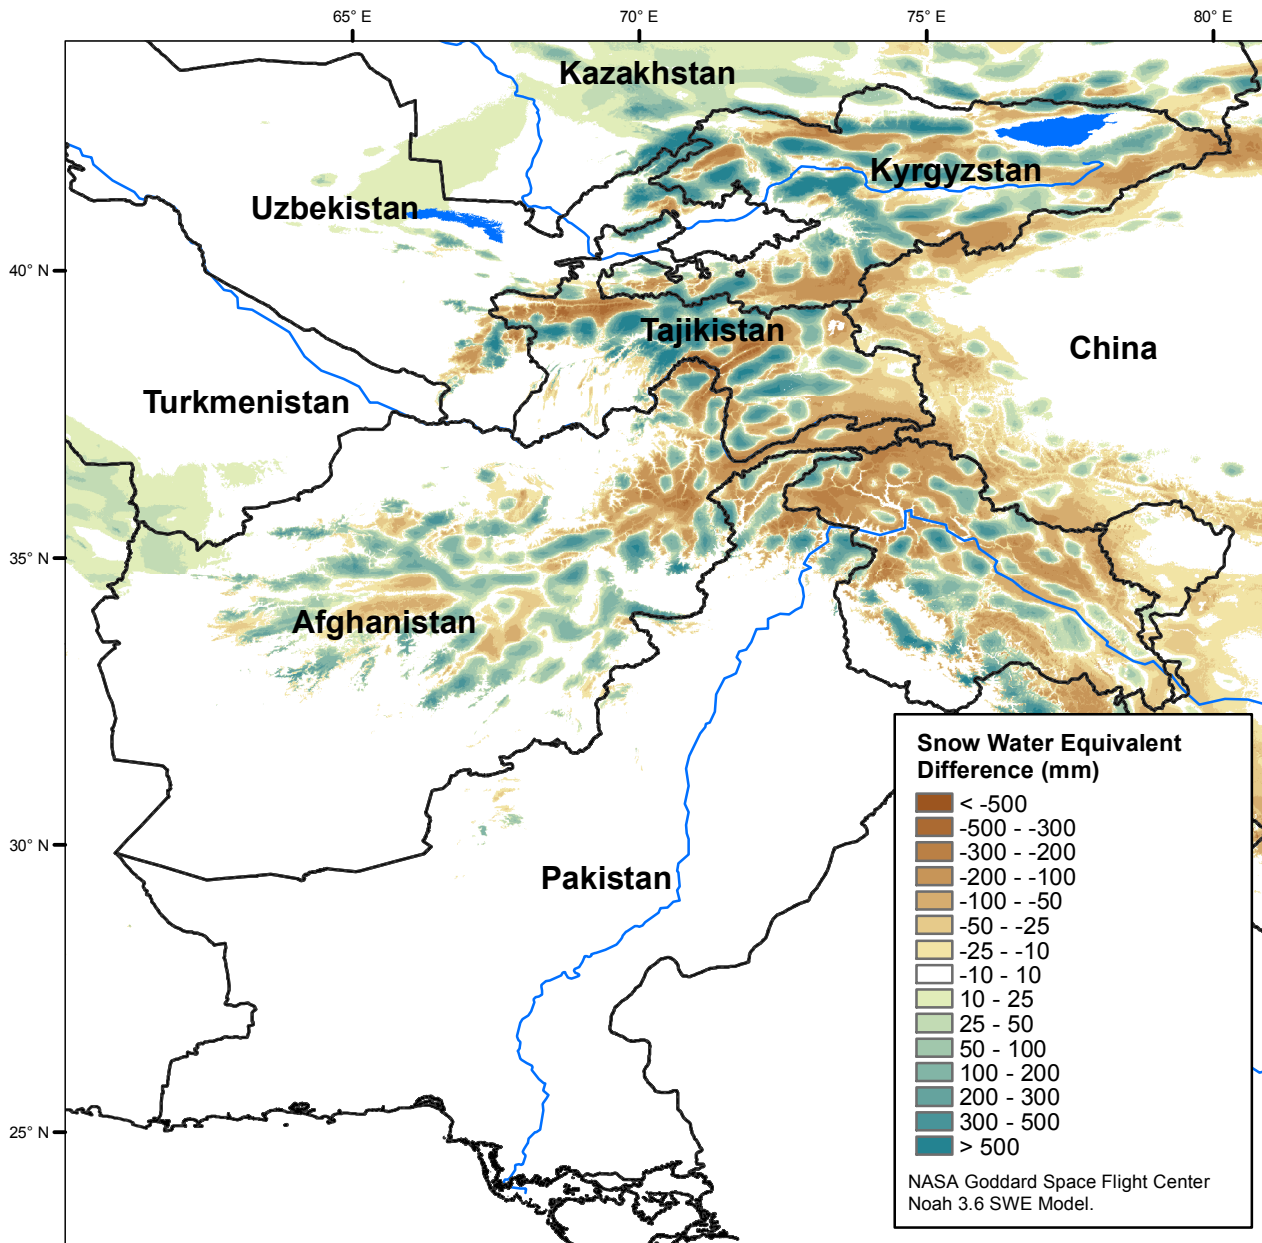 65° E
70° E
75° E
80° E
Kazakhstan
Kyrgyzstan
Uzbekistan
40° N
Tajikistan
China
Turkmenistan
35° N
Afghanistan
30° N
Pakistan
25° N
Snow Water Equivalent
Difference (mm)
< -500
-500 - -300
-300 - -200
-200 - -100
-100 - -50
-50 - -25
-25 - -10
-10 - 10
10 - 25
25 - 50
50 - 100
100 - 200
200 - 300
300 - 500
> 500
NASA Goddard Space Flight Center
Noah 3.6 SWE Model.